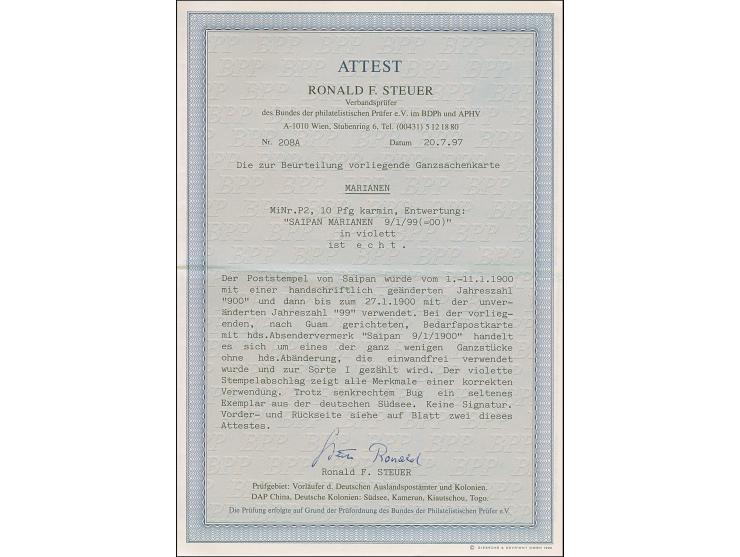 ATTEST
RONALD F. STEUER
Verbandsprüfer
des Bundes der philatelistischen Prüfer e.V. im BDPh und APHV
A-1010 Wien, Stubenring 6, Tel. (00431) 5 12 18 80
Nr. 208A Datum 20.7.97
Die zur Beurteilung vorliegende Ganzsachenkarte
MARIANEN
MiNr.P2, 10 Pfg karmin, Entwertung:
"SAIPAN MARIANEN 9/1/99(=00)"
in violett
ist e c h t .
Der Poststempel von Saipan wurde vom 1.-11.1.1900
mit einer handschriftlich geänderten Jahreszahl
"900" und dann bis zum 27.1.1900 mit der unver-
änderten Jahreszahl "99" verwendet. Bei der vorlieg-
enden, nach Guam gerichteten, Bedarfspostkarte
mit hds.Absendervermerk "Saipan 9/1/1900" handelt
es sich um eines der ganz wenigen Ganzstücke
ohne hds.Abänderung, die einwandfrei verwendet
wurde und zur Sorte I gezählt wird. Der violette
Stempelabschlag zeigt alle Merkmale einer korrekten
Verwendung. Trotz senkrechtem Bug ein seltenes
Exemplar aus der deutschen Südsee. Keine Signatur.
Vorder- und Rückseite siehe auf Blatt zwei dieses
Attestes.
Ronald F. STEUER
Prüfgebiet: Vorläufer d. Deutschen Auslandspostämter und Kolonien.
DAP China, Deutsche Kolonien: Südsee, Kamerun, Kiautschou, Togo.
Die Prüfung erfolgte auf Grund der Prüfordnung des Bundes der Philatelistischen Prüfer e.V.